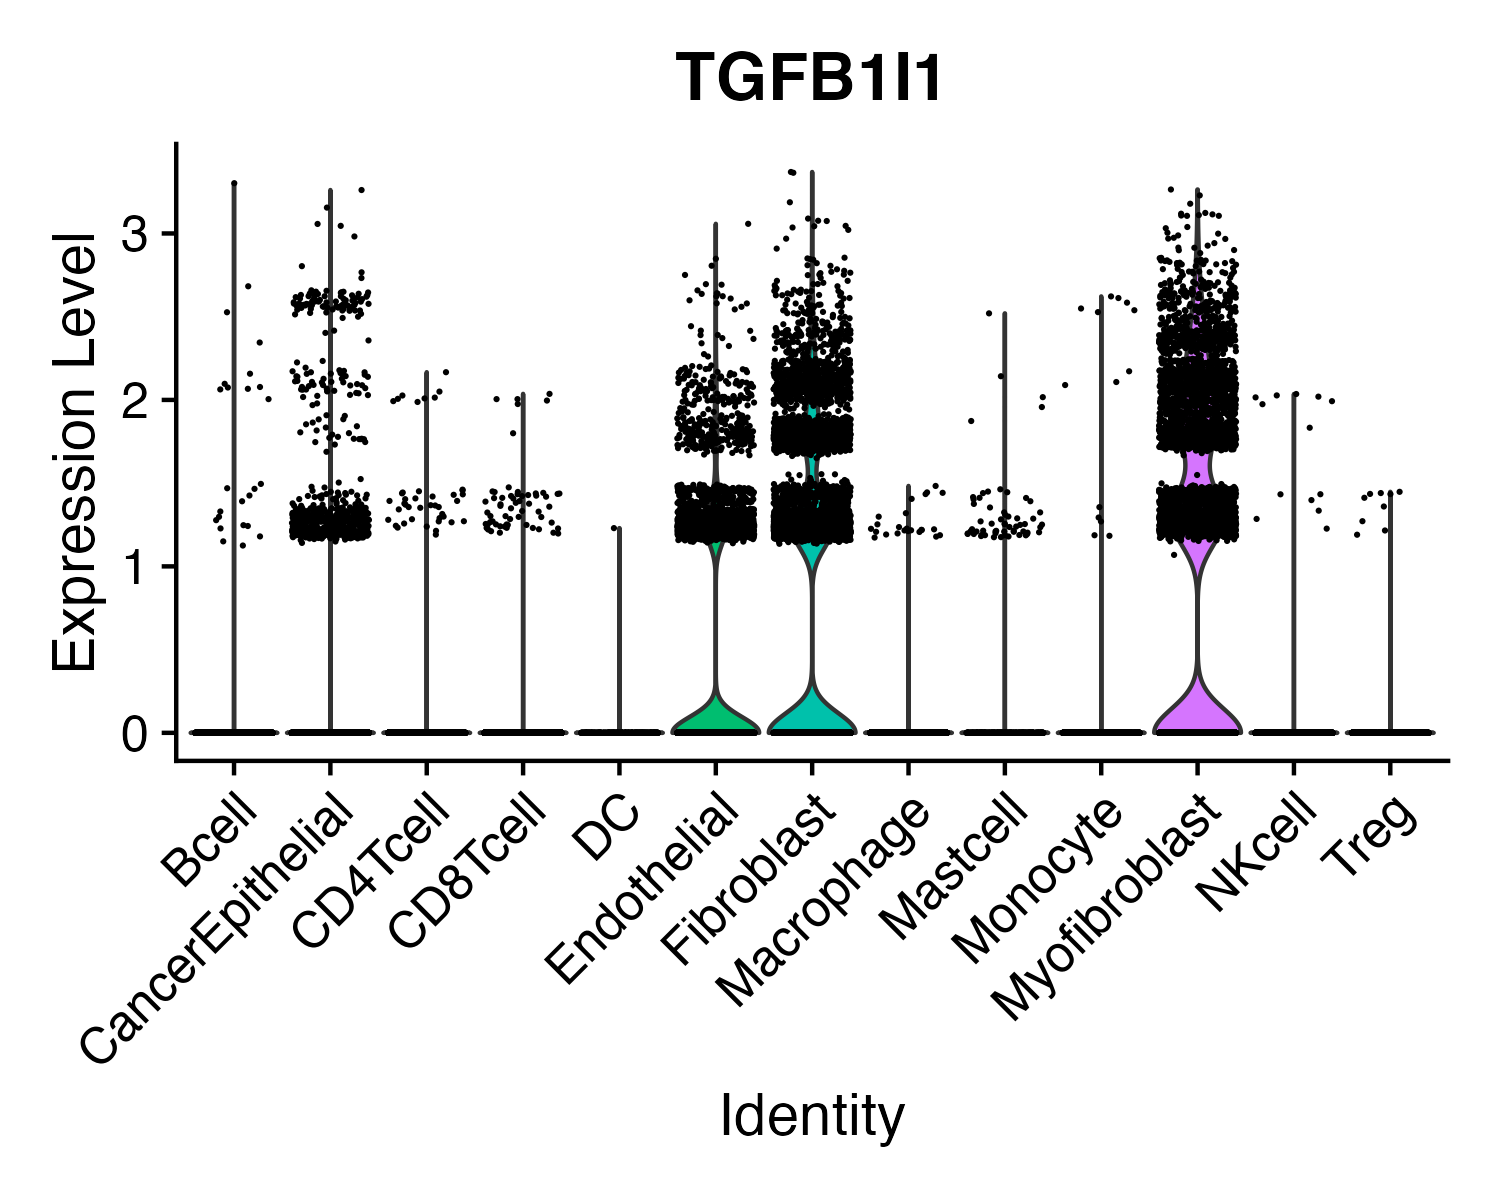 TGFB1I1
Expression Level
3
2
1
0
Bcell
CancerEpithelial
CD4Tcell
CD8Tcell
DC
Endothelial
Fibroblast
Macrophage
Mastcell
Monocyte
Myofibroblast
NKcell
Treg
Identity